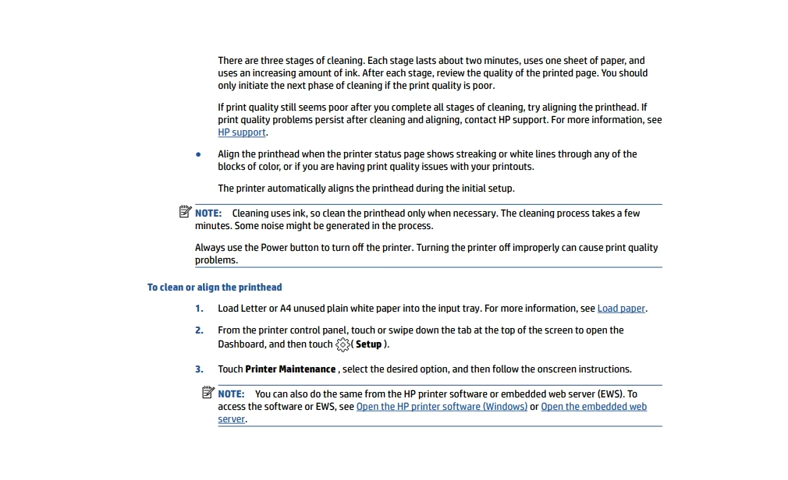 There are three stages of cleaning. Each stage lasts about two minutes, uses one sheet of paper, and
uses an increasing amount of ink. After each stage, review the quality of the printed page. You should
only initiate the next phase of cleaning if the print quality is poor.
If print quality still seems poor after you complete all stages of cleaning, try aligning the printhead. If
print quality problems persist after cleaning and aligning, contact HP support. For more information, see
HP support.
● Align the printhead when the printer status page shows streaking or white lines through any of the
blocks of color, or if you are having print quality issues with your printouts.
The printer automatically aligns the printhead during the initial setup.
NOTE: Cleaning uses ink, so clean the printhead only when necessary. The cleaning process takes a few
minutes. Some noise might be generated in the process.
Always use the Power button to turn off the printer. Turning the printer off improperly can cause print quality
problems.
To clean or align the printhead
1. Load Letter or A4 unused plain white paper into the input tray. For more information, see Load paper.
2. From the printer control panel, touch or swipe down the tab at the top of the screen to open the
Dashboard, and then touch ( Setup ).
3. Touch Printer Maintenance , select the desired option, and then follow the onscreen instructions.
NOTE: You can also do the same from the HP printer software or embedded web server (EWS). To
access the software or EWS, see Open the HP printer software (Windows) or Open the embedded web
server.